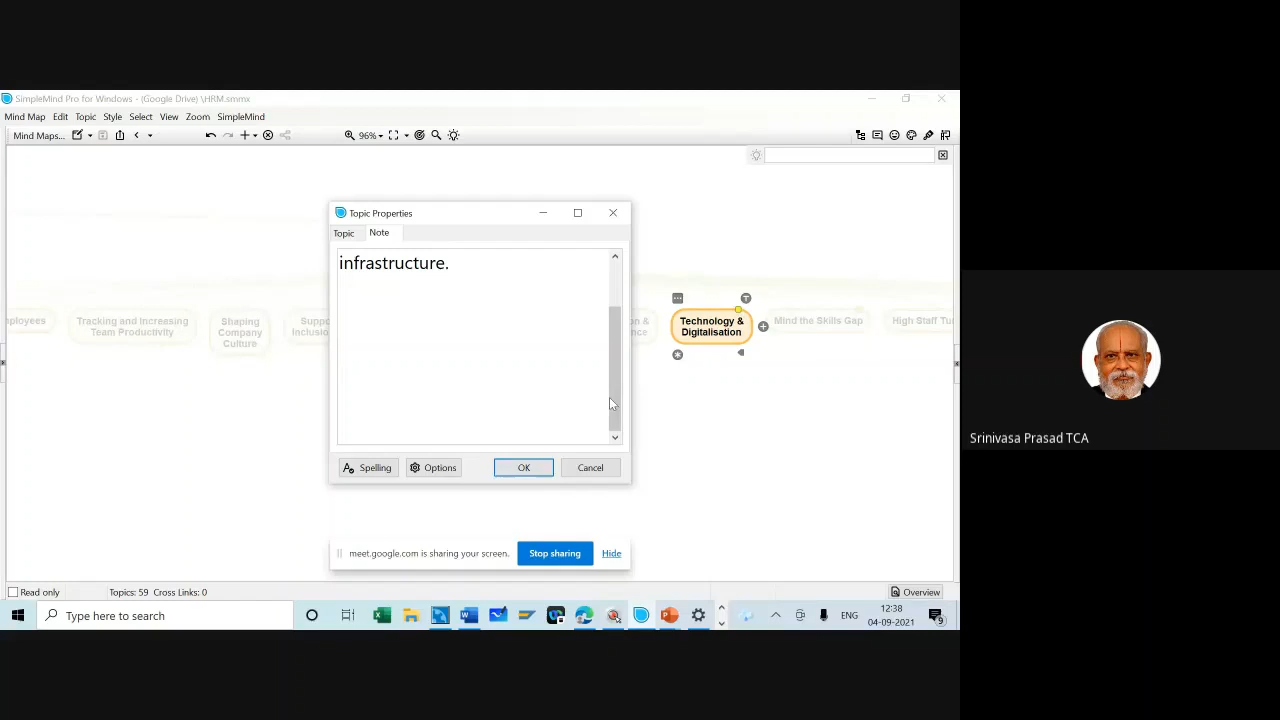 SimpleMind Pro for Windows - (Google Drive) \HRM.smmx
Mind Map Edit Topic Style Select View Zoom SimpleMind
Mind Maps... 96%
Topic Properties
Topic Note
infrastructure.
ployees
Tracking and Increasing
Team Productivity
Shaping
Company
Culture
Suppo
Inclusio
Technology &
Digitalisation
Mind the Skills Gap
High Staff Tu
Spelling Options OK Cancel
meet.google.com is sharing your screen. Stop sharing Hide
Read only Topics: 59 Cross Links: 0 Overview
Type here to search
ENG
12:38
04-09-2021
9
Srinivasa Prasad TCA